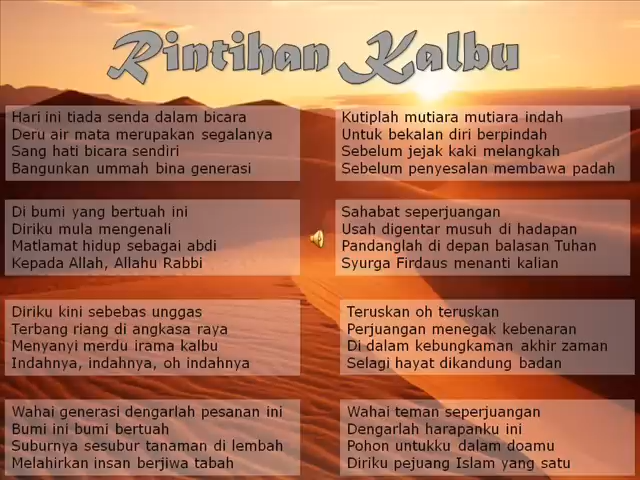 Rintihan Kalbu
Hari ini tiada senda dalam bicara
Deru air mata merupakan segalanya
Sang hati bicara sendiri
Bangunkan ummah bina generasi
Di bumi yang bertuah ini
Diriku mula mengenali
Matlamat hidup sebagai abdi
Kepada Allah, Allahu Rabbi
Diriku kini sebebas unggas
Terbang riang di angkasa raya
Menyanyi merdu irama kalbu
Indahnya, indahnya, oh indahnya
Wahai generasi dengarlah pesanan ini
Bumi ini bumi bertuah
Suburnya sesubur tanaman di lembah
Melahirkan insan berjiwa tabah
Kutiplah mutiara mutiara indah
Untuk bekalan diri berpindah
Sebelum jejak kaki melangkah
Sebelum penyesalan membawa padah
Sahabat seperjuangan
Usah digentar musuh di hadapan
Pandanglah di depan balasan Tuhan
Syurga Firdaus menanti kalian
Teruskan oh teruskan
Perjuangan menegak kebenaran
Di dalam kebungkaman akhir zaman
Selagi hayat dikandung badan
Wahai teman seperjuangan
Dengarlah harapanku ini
Pohon untukku dalam doamu
Diriku pejuang Islam yang satu